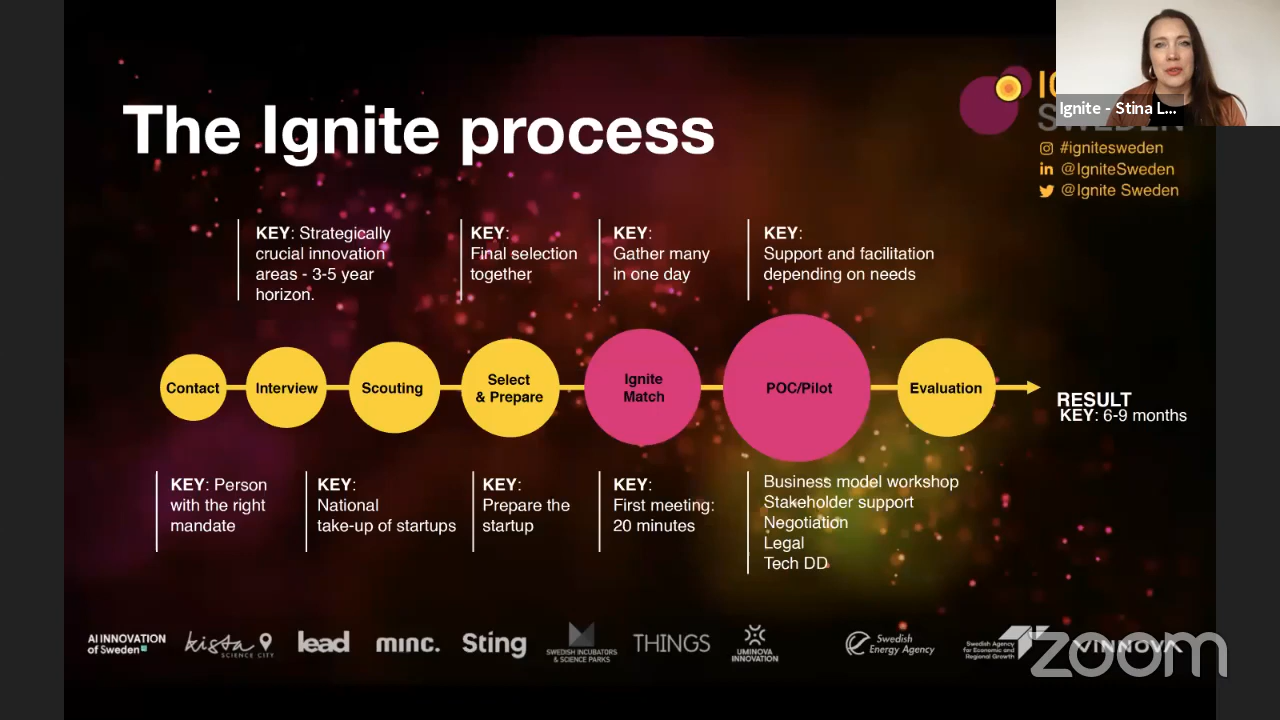 The Ignite process
IG
SWEDEN
Ignite - Stina L...
#ignitesweden
@IgniteSweden
@Ignite Sweden
KEY: Strategically
crucial innovation
areas - 3-5 year
horizon.
KEY:
Final selection
together
KEY:
Gather many
in one day
KEY:
Support and facilitation
depending on needs
Contact
Interview
Scouting
Select
& Prepare
Ignite
Match
POC/Pilot
Evaluation
RESULT
KEY: 6-9 months
KEY: Person
with the right
mandate
KEY:
National
take-up of startups
KEY:
Prepare the
startup
KEY:
First meeting:
20 minutes
Business model workshop
Stakeholder support
Negotiation
Legal
Tech DD
AI INNOVATION
of Sweden
kista
SCIENCE CITY
lead
minc.
Sting
SWEDISH INCUBATORS
& SCIENCE PARKS
THINGS
UMINOVA
INNOVATION
Swedish
Energy Agency
Swedish Agency
for Economic and
Regional Growth
VINNOVA
zoom